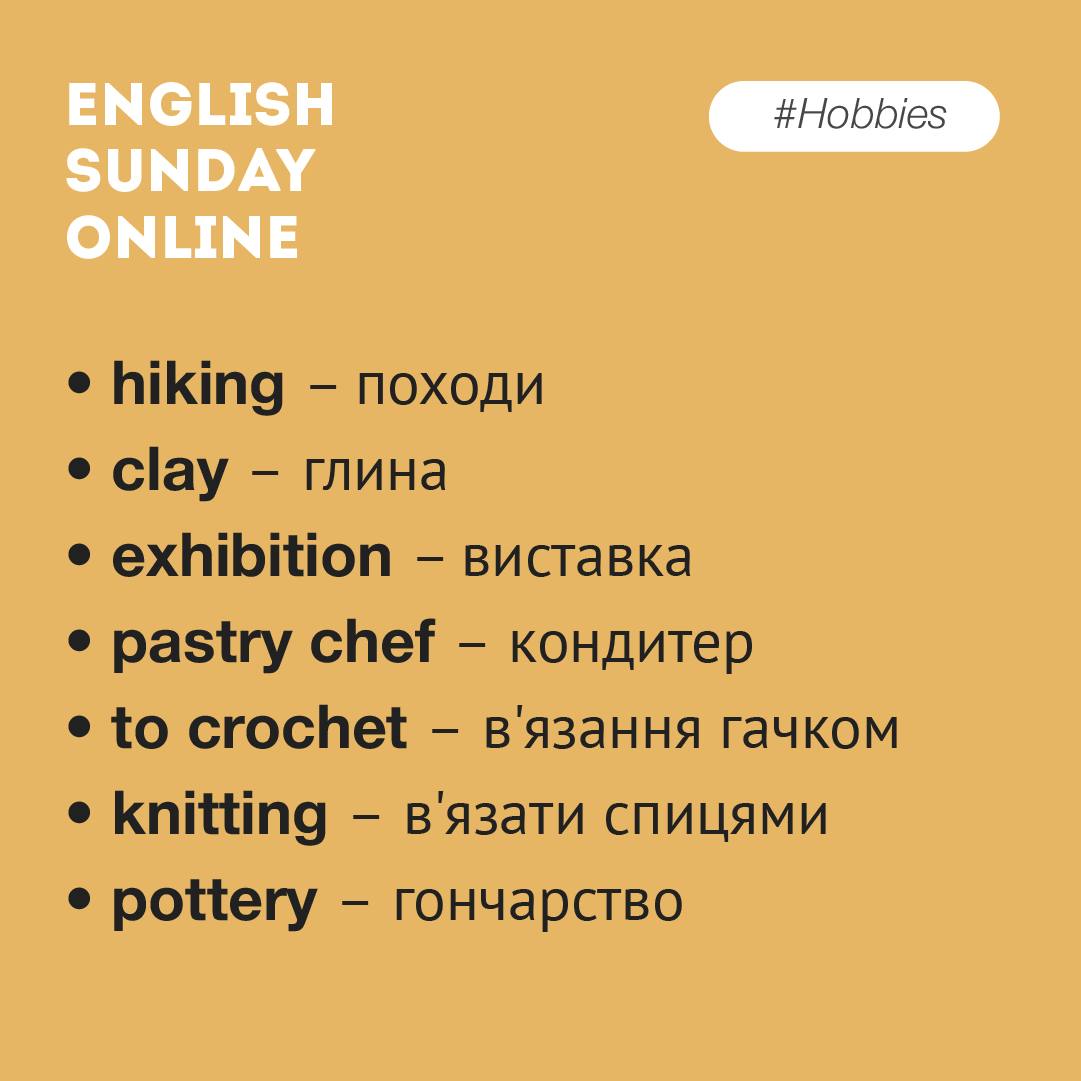 ENGLISH
SUNDAY
ONLINE
#Hobbies
• hiking – походи
• clay – глина
• exhibition – виставка
• pastry chef – кондитер
• to crochet – в'язання гачком
• knitting – в'язати спицями
• pottery – гончарство